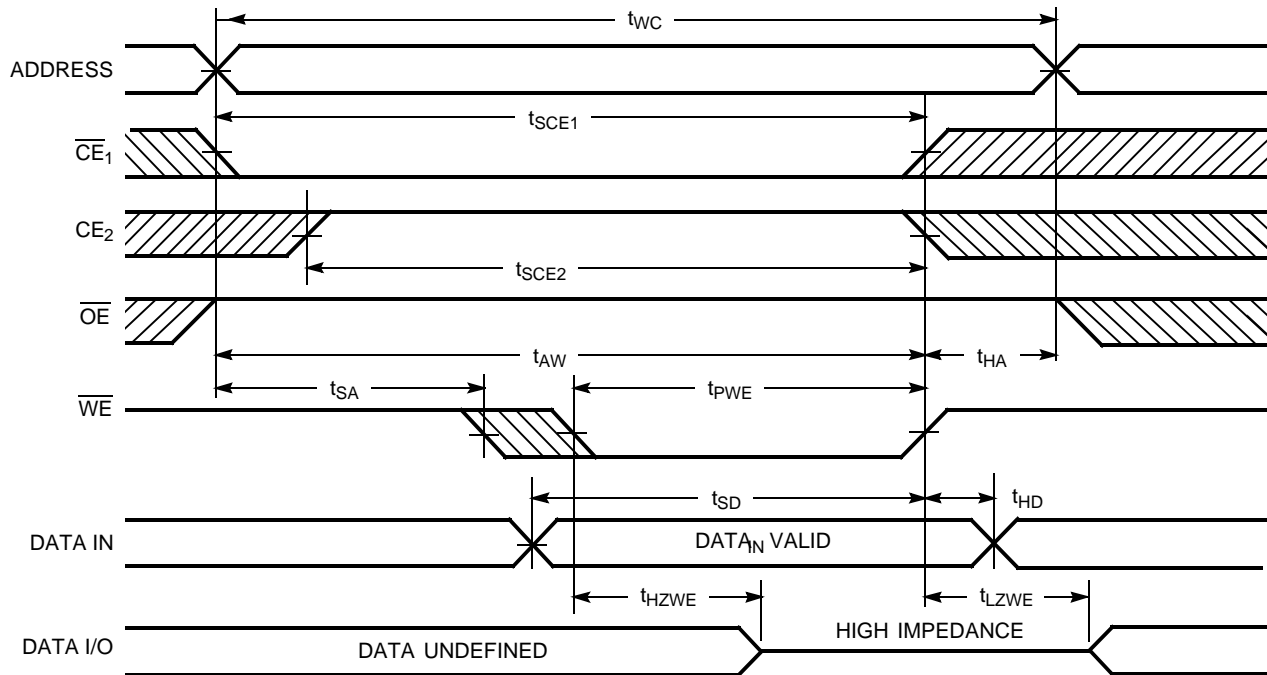 tWC
ADDRESS
tSCE1
CE1
CE2
tSCE2
OE
tAW
tHA
tSA
tPWE
WE
tSD
tHD
DATA IN
DATAIN VALID
tHZWE
tLZWE
HIGH IMPEDANCE
DATA I/O
DATA UNDEFINED